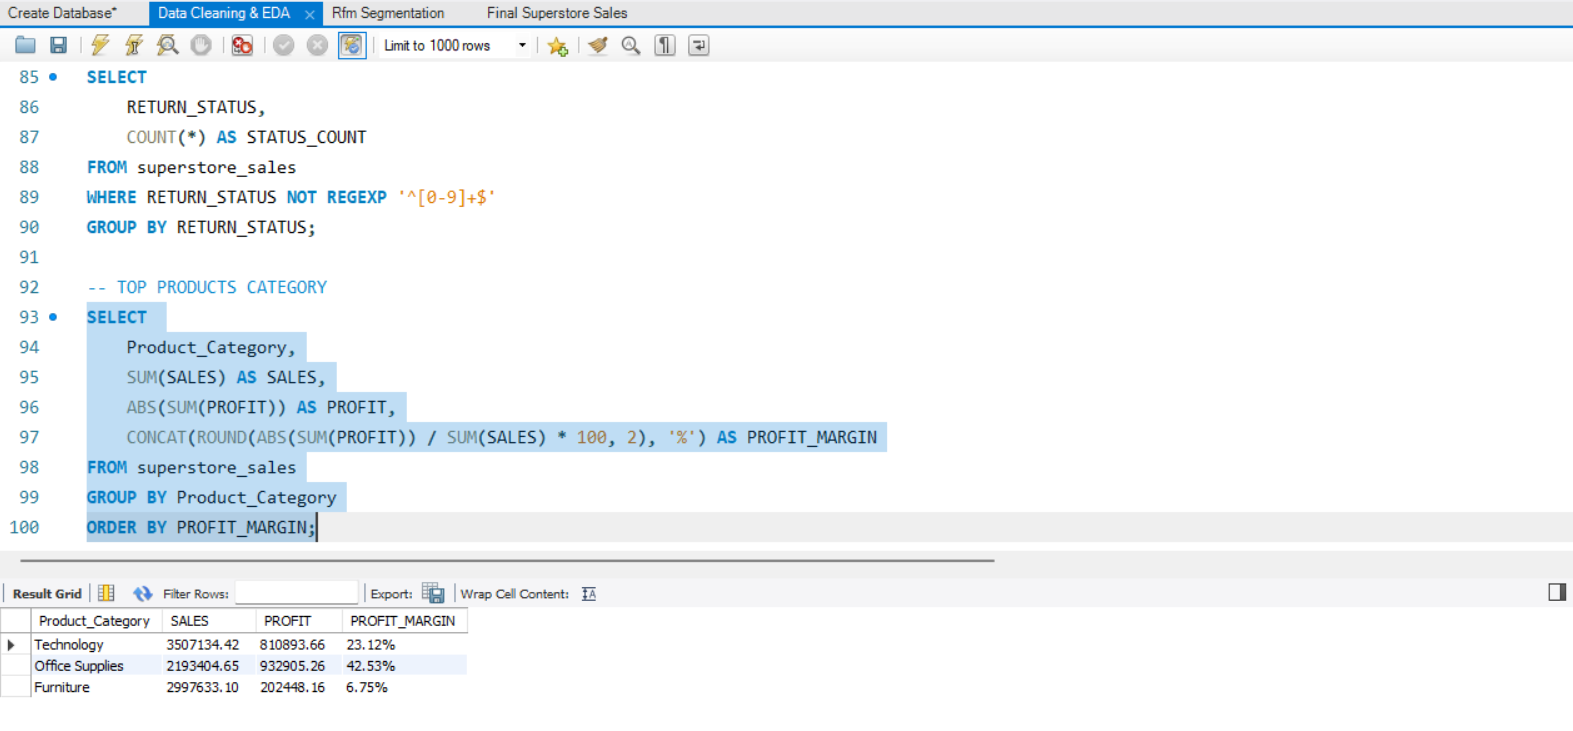 Create Database* Data Cleaning & EDA × Rfm Segmentation Final Superstore Sales
Limit to 1000 rows
85 SELECT
86 RETURN_STATUS,
87 COUNT(*) AS STATUS_COUNT
88 FROM superstore_sales
89 WHERE RETURN_STATUS NOT REGEXP '^[0-9]+$'
90 GROUP BY RETURN_STATUS;
91
92 -- TOP PRODUCTS CATEGORY
93 SELECT
94 Product_Category,
95 SUM(SALES) AS SALES,
96 ABS(SUM(PROFIT)) AS PROFIT,
97 CONCAT(ROUND(ABS(SUM(PROFIT)) / SUM(SALES) * 100, 2), '%') AS PROFIT_MARGIN
98 FROM superstore_sales
99 GROUP BY Product_Category
100 ORDER BY PROFIT_MARGIN;
Result Grid Filter Rows: Export: Wrap Cell Content:
Product_Category SALES PROFIT PROFIT_MARGIN
Technology 3507134.42 810893.66 23.12%
Office Supplies 2193404.65 932905.26 42.53%
Furniture 2997633.10 202448.16 6.75%